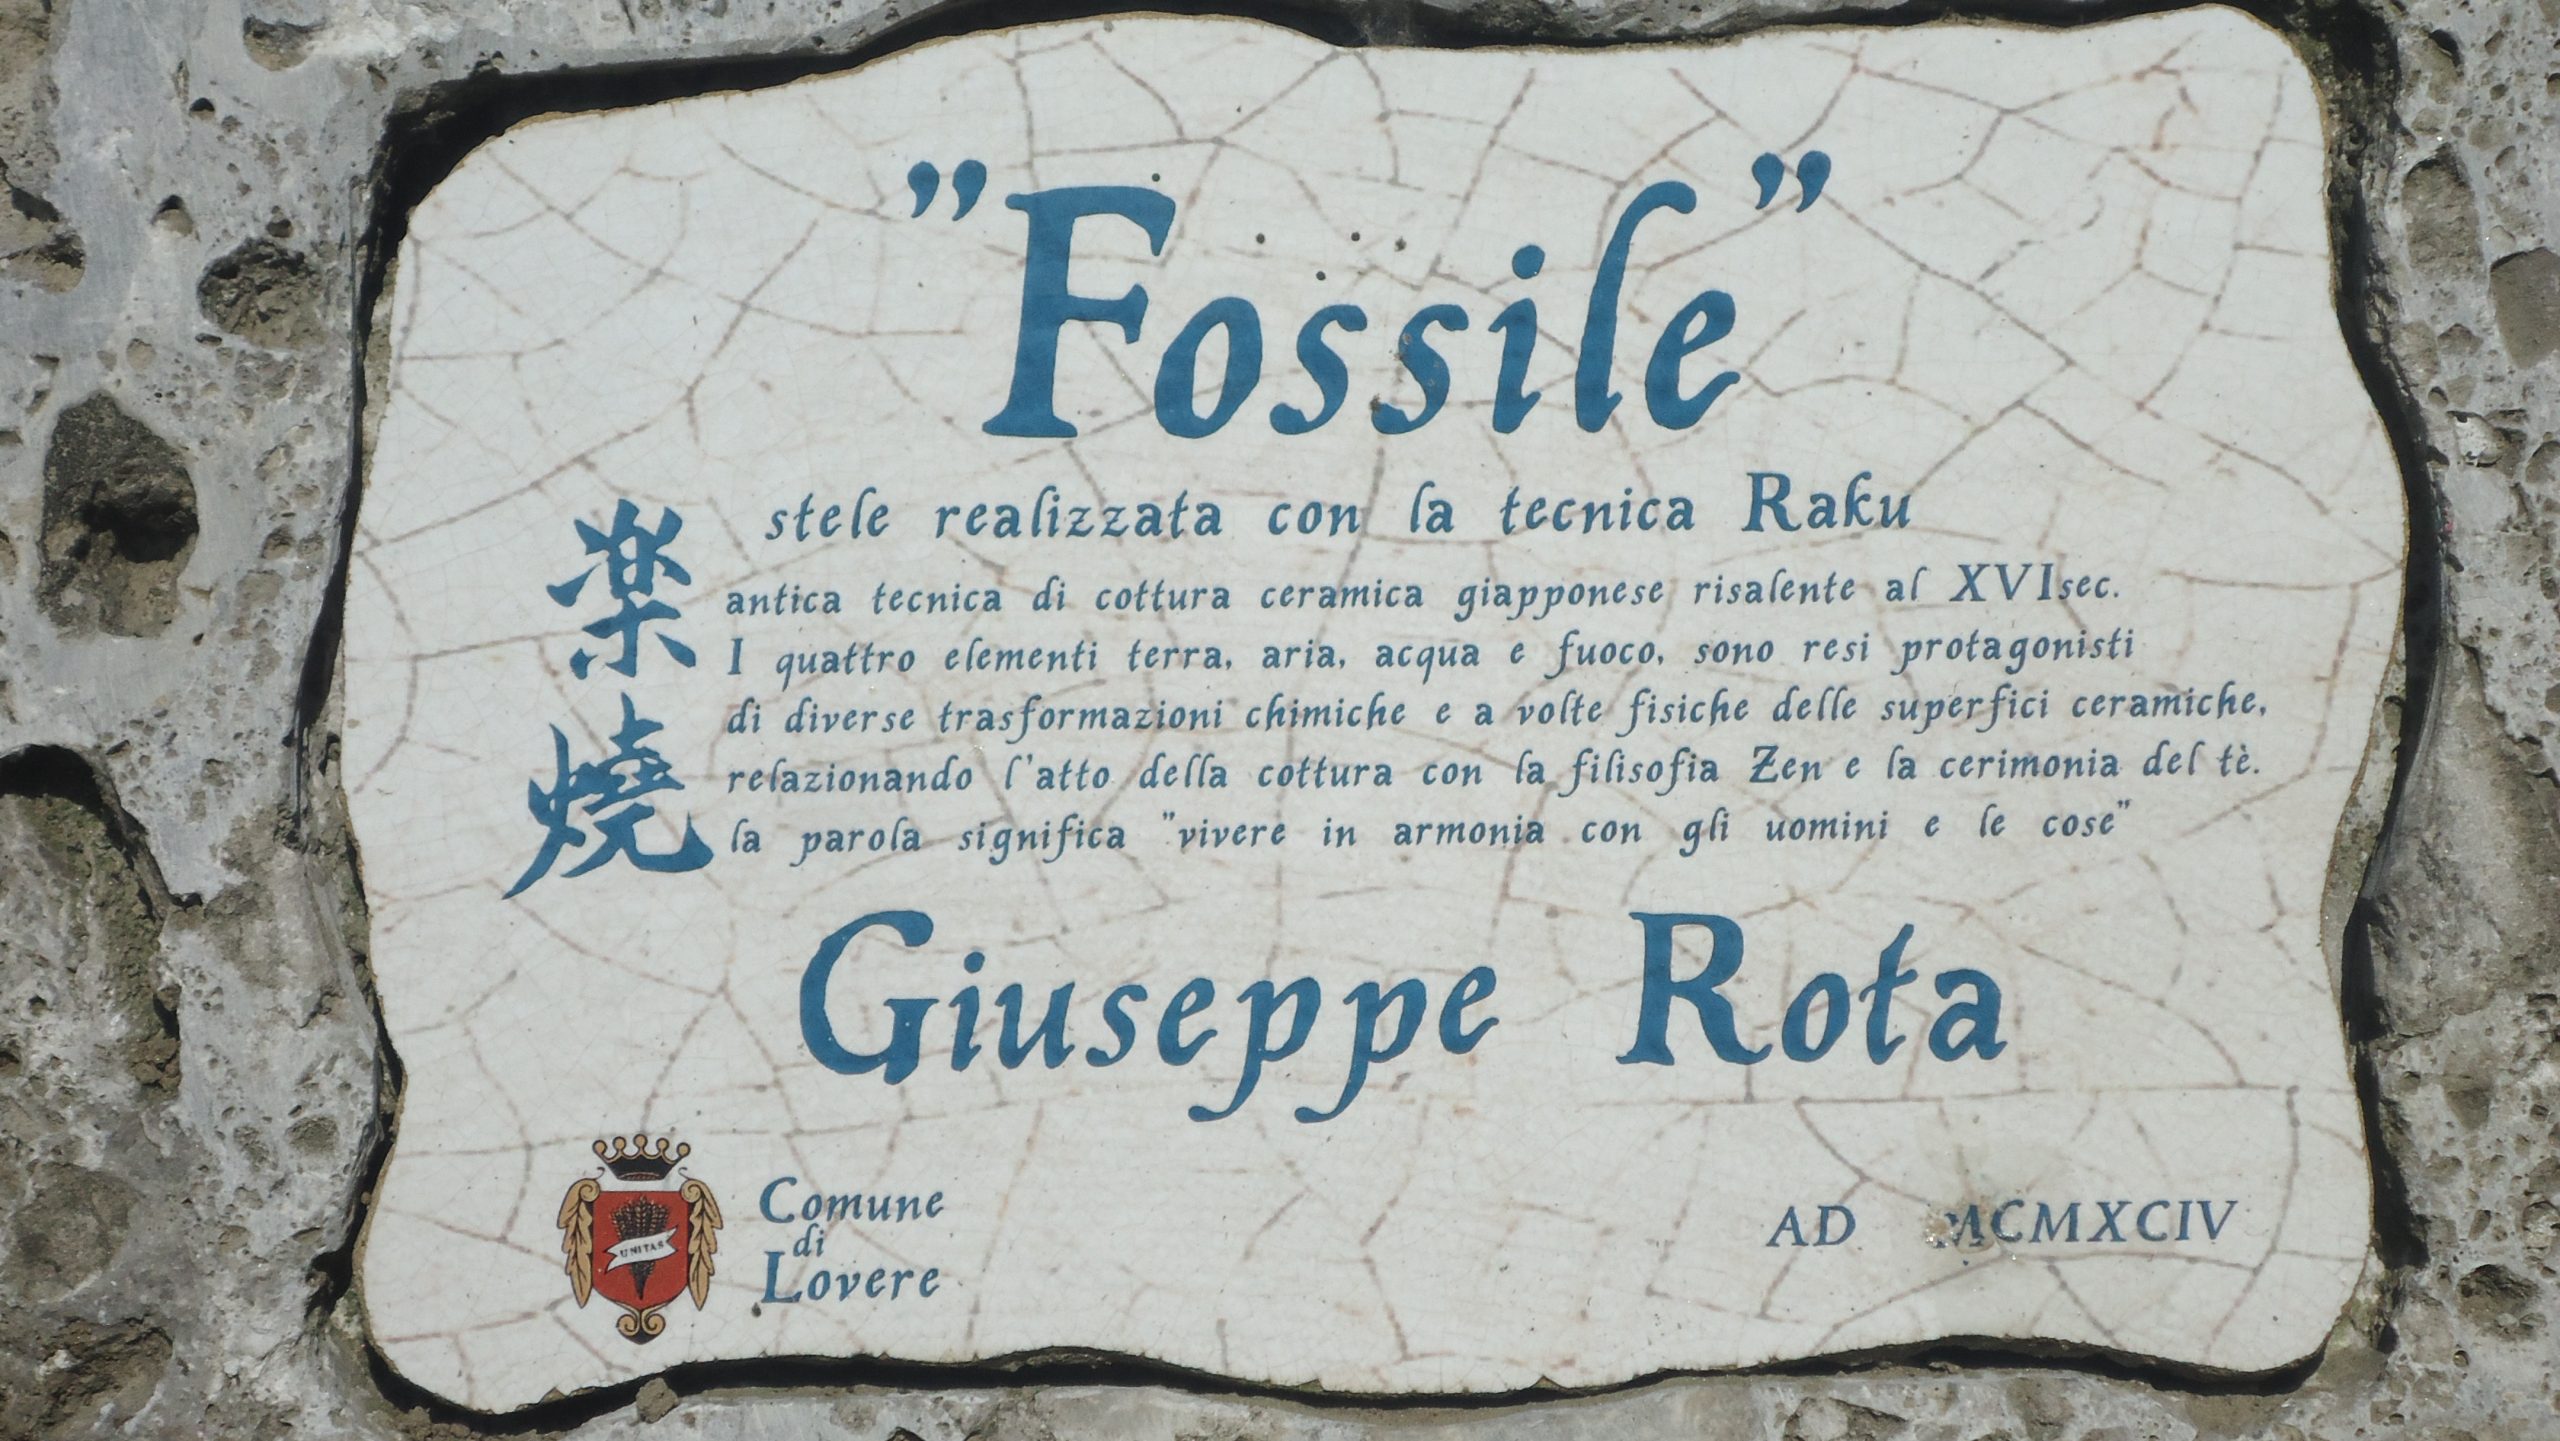 "Fossile"
stele realizzata con la tecnica Raku
楽焼
antica tecnica di cottura ceramica giapponese risalente al XVI sec.
I quattro elementi terra, aria, acqua e fuoco, sono resi protagonisti
di diverse trasformazioni chimiche e a volte fisiche delle superfici ceramiche,
relazionando l'atto della cottura con la filisofia Zen e la cerimonia del tè.
la parola significa "vivere in armonia con gli uomini e le cose"
Giuseppe Rota
UNITAS
Comune
di
Lovere
AD MCMXCIV